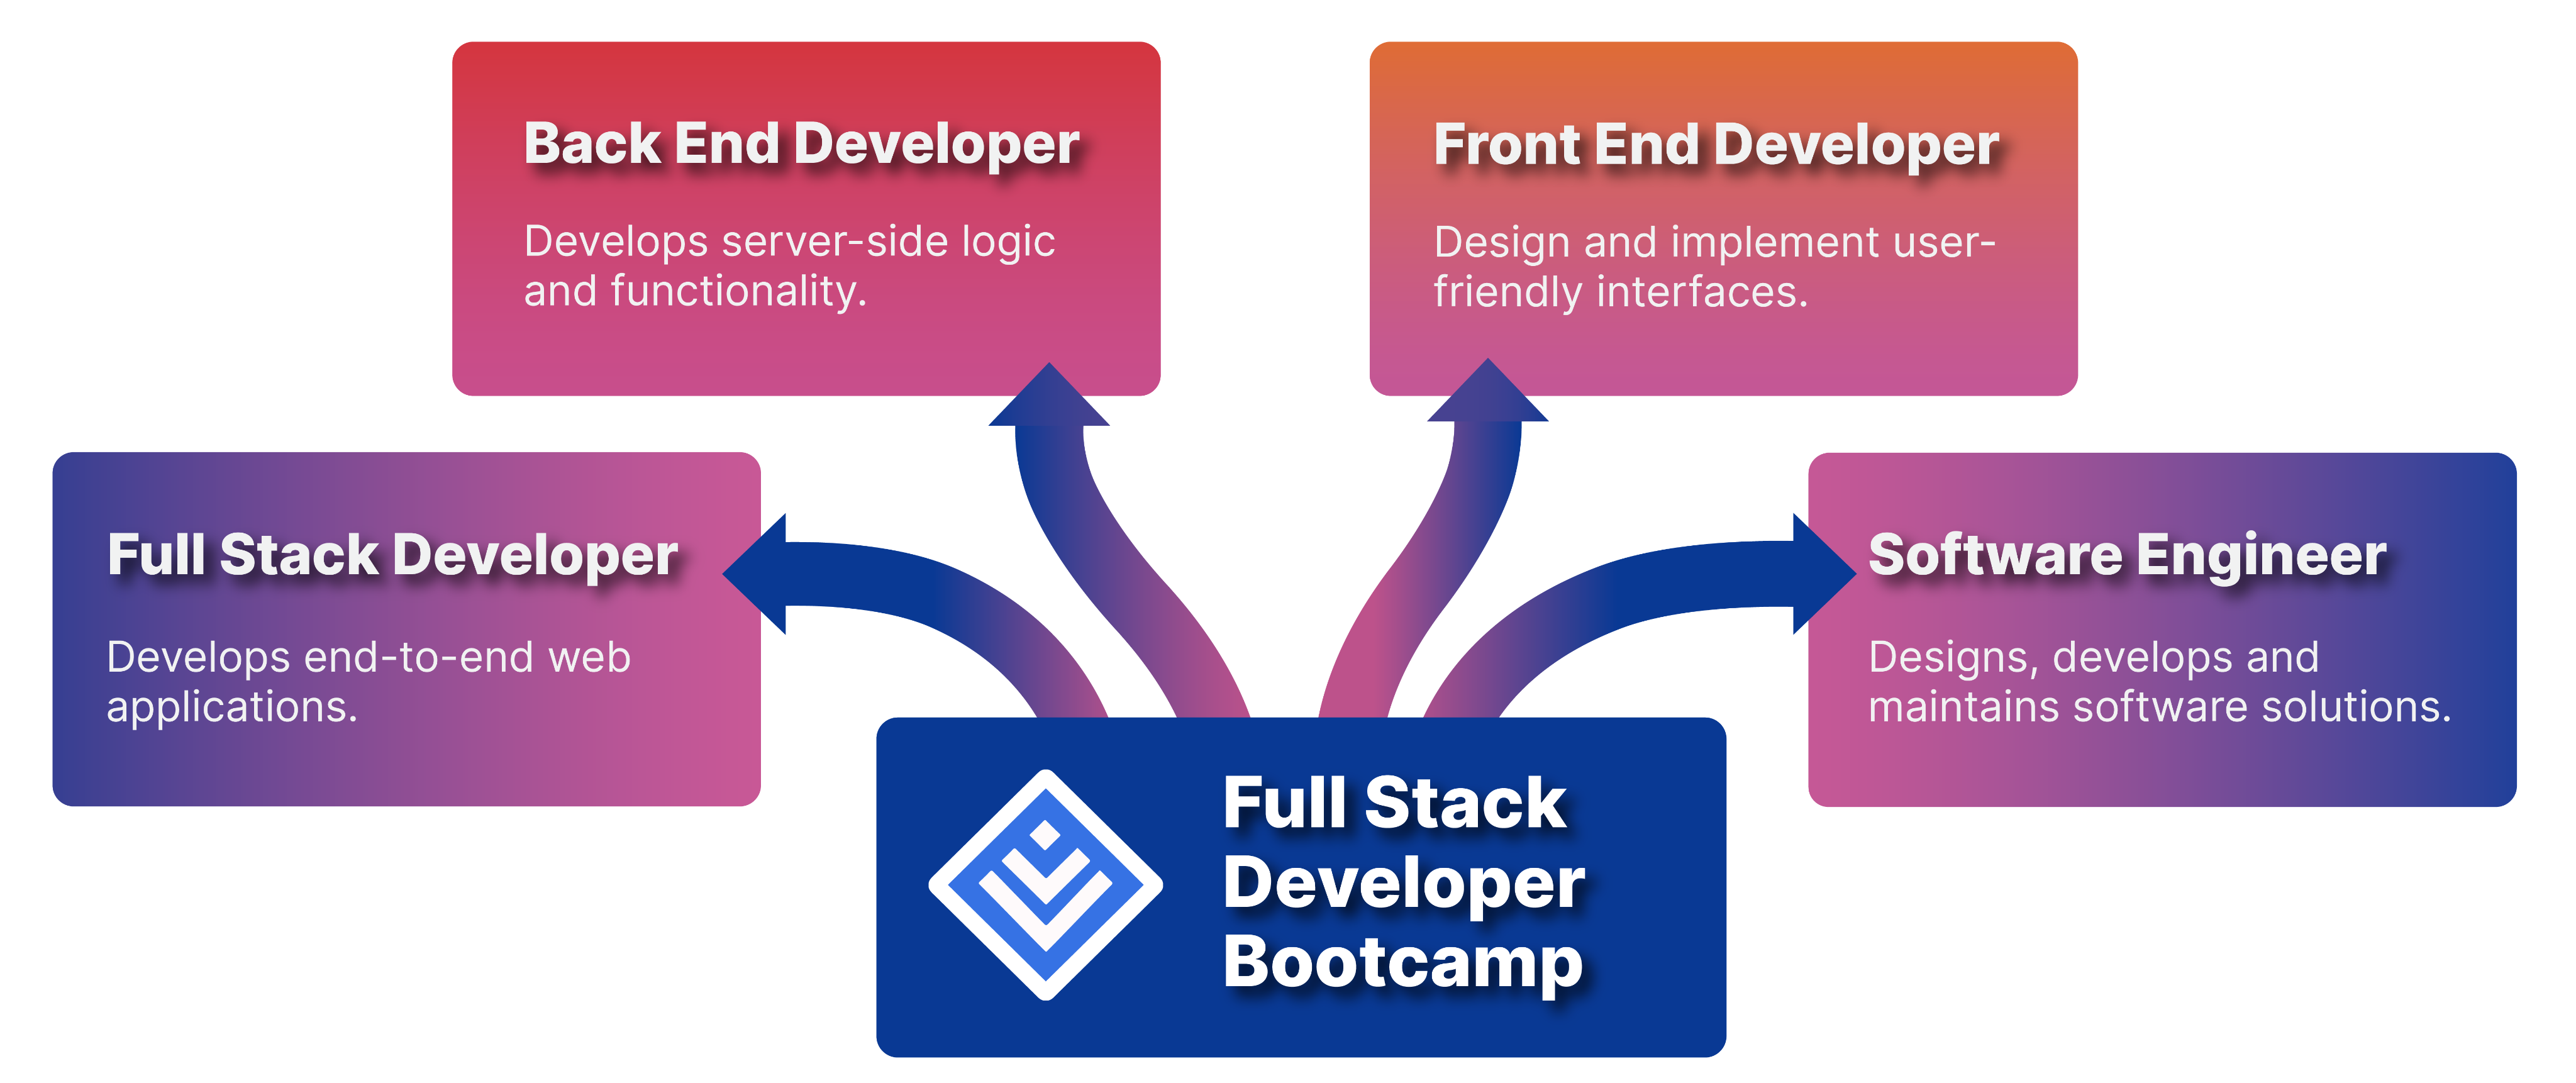 Back End Developer
Develops server-side logic
and functionality.
Front End Developer
Design and implement user-
friendly interfaces.
Full Stack Developer
Develops end-to-end web
applications.
Software Engineer
Designs, develops and
maintains software solutions.
Full Stack
Developer
Bootcamp